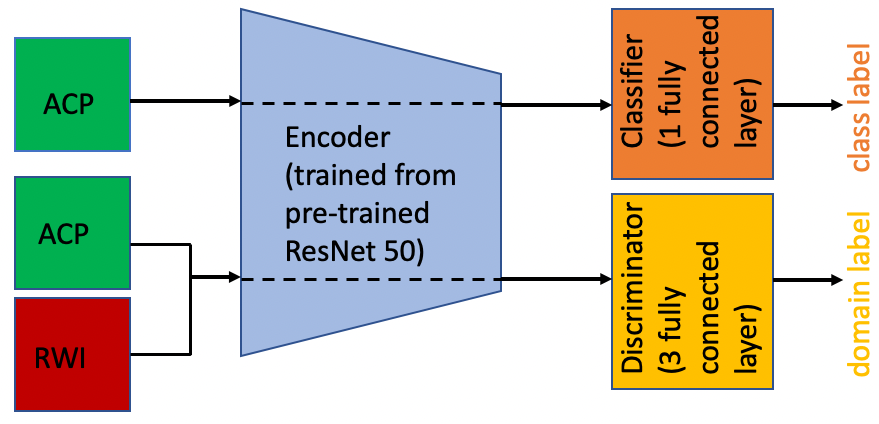 ACP
ACP
RWI
Encoder
(trained from
pre-trained
ResNet 50)
Classifier
(1 fully
connected
layer)
class label
Discriminator
(3 fully
connected
layer)
domain label